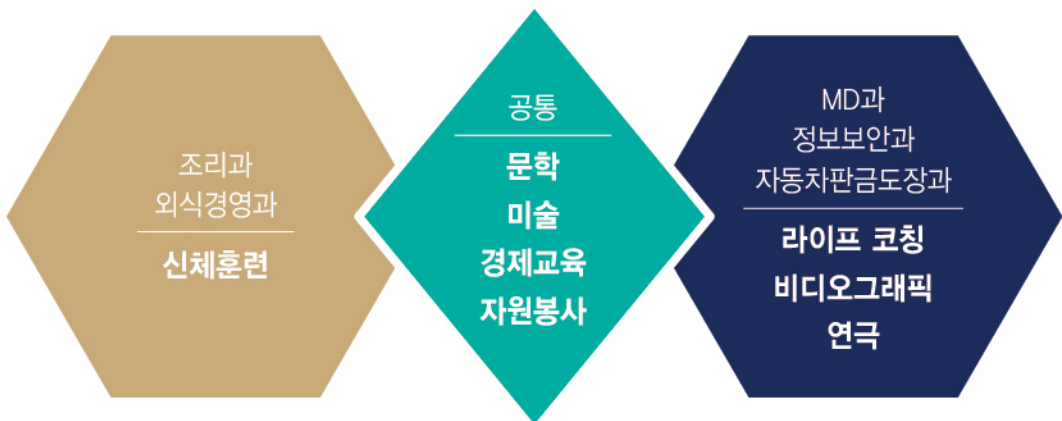 조리과
외식경영과
신체훈련
공통
문학
미술
경제교육
자원봉사
MD과
정보보안과
자동차판금도장과
라이프 코칭
비디오그래픽
연극